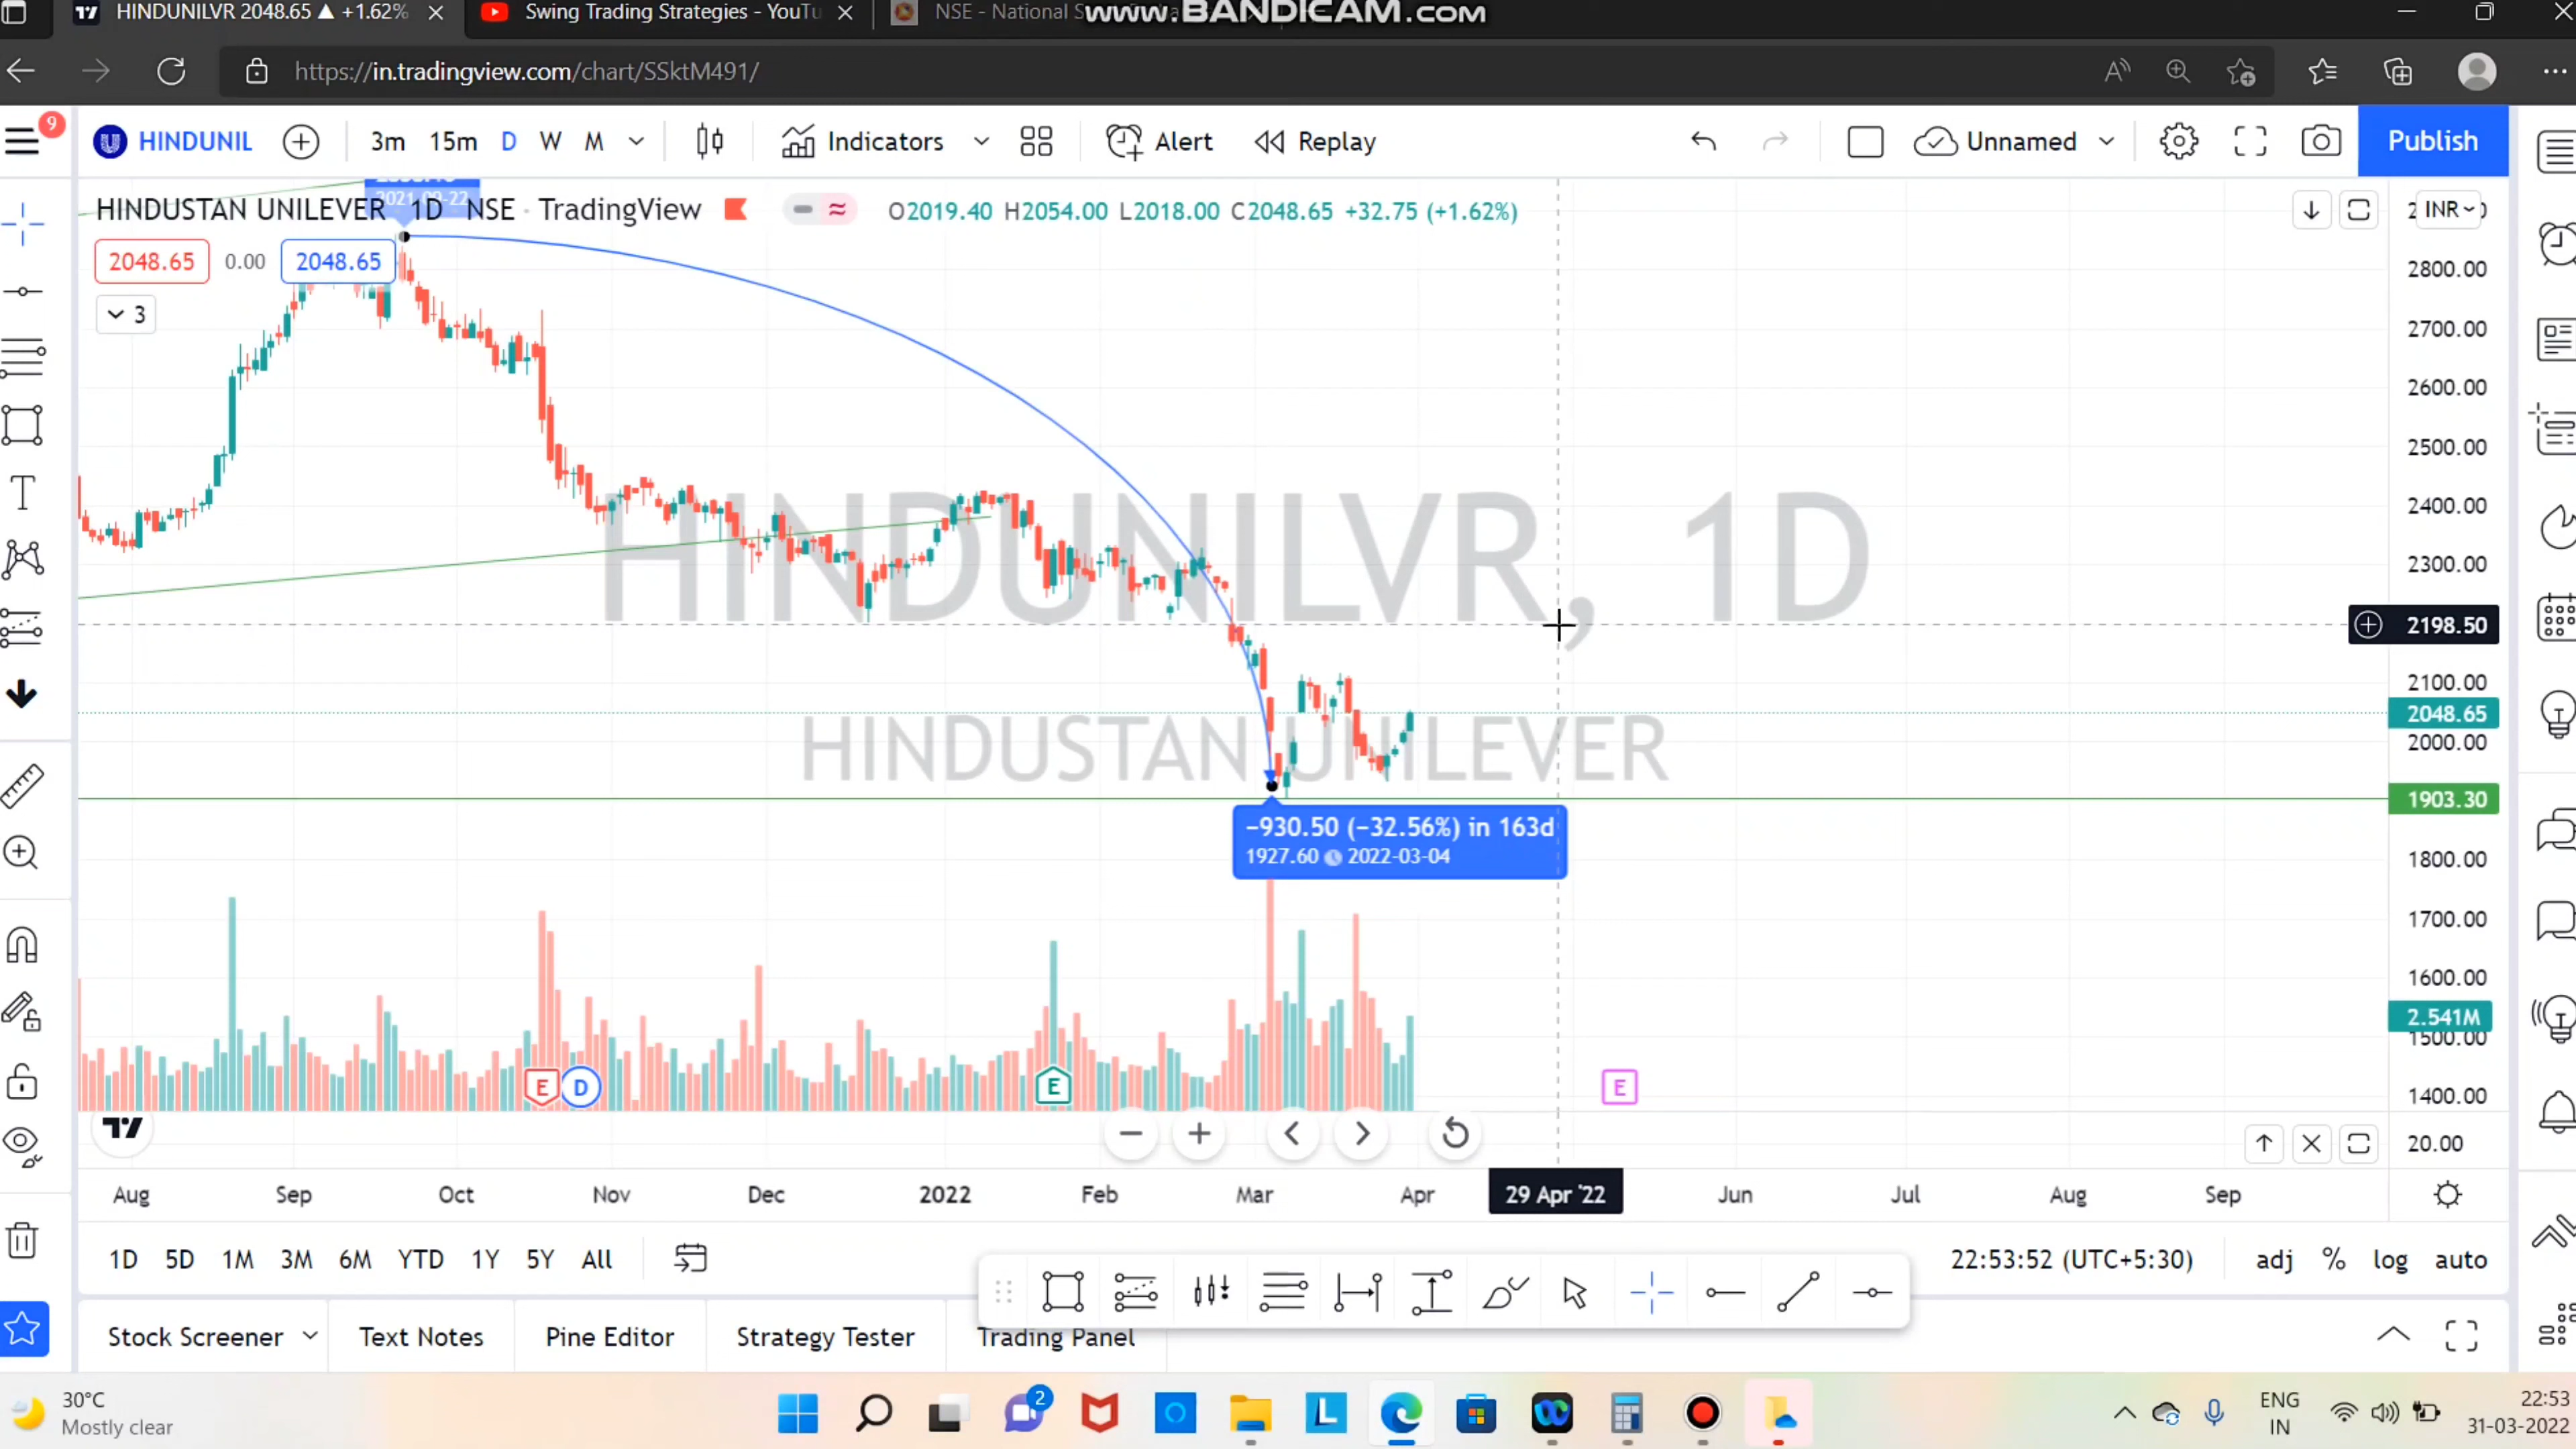 HINDUNILVR 2048.65 ▲ +1.62%
Swing Trading Strategies - YouTu
NSE - National S
www.BANDICAM.com
https://in.tradingview.com/chart/SSktM491/
9
HINDUNIL
3m 15m D W M
Indicators
Alert
Replay
Unnamed
Publish
2021-09-22
HINDUSTAN UNILEVER 1D NSE · TradingView
O2019.40 H2054.00 L2018.00 C2048.65 +32.75 (+1.62%)
INR
2048.65 0.00 2048.65
3
2800.00
2700.00
2600.00
2500.00
2400.00
2300.00
2198.50
2100.00
2048.65
2000.00
1903.30
1800.00
1700.00
1600.00
2.541M
1500.00
1400.00
20.00
HINDUNILVR, 1D
HINDUSTAN UNILEVER
−930.50 (−32.56%) in 163d
1927.60 2022-03-04
E D E E
Aug Sep Oct Nov Dec 2022 Feb Mar Apr 29 Apr '22 Jun Jul Aug Sep
1D 5D 1M 3M 6M YTD 1Y 5Y All
22:53:52 (UTC+5:30) adj % log auto
Stock Screener Text Notes Pine Editor Strategy Tester Trading Panel
30°C
Mostly clear
2
ENG
IN
22:53
31-03-2022